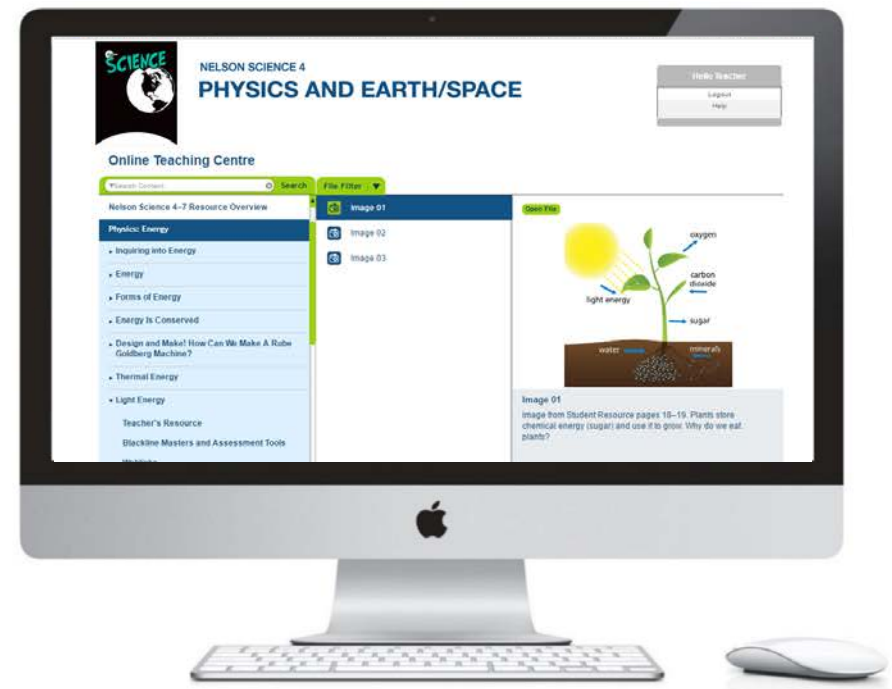 SCIENCE
NELSON SCIENCE 4
PHYSICS AND EARTH/SPACE
Hello Teacher
Logout
Help
Online Teaching Centre
Search Content
Search
File Filter
Nelson Science 4–7 Resource Overview
Physics: Energy
Inquiring into Energy
Energy
Forms of Energy
Energy Is Conserved
Design and Make! How Can We Make A Rube
Goldberg Machine?
Thermal Energy
Light Energy
Teacher's Resource
Blackline Masters and Assessment Tools
Image 01
Image 02
Image 03
Open File
oxygen
carbon
dioxide
light energy
sugar
water
minerals
Image 01
Image from Student Resource pages 18–19. Plants store
chemical energy (sugar) and use it to grow. Why do we eat
plants?